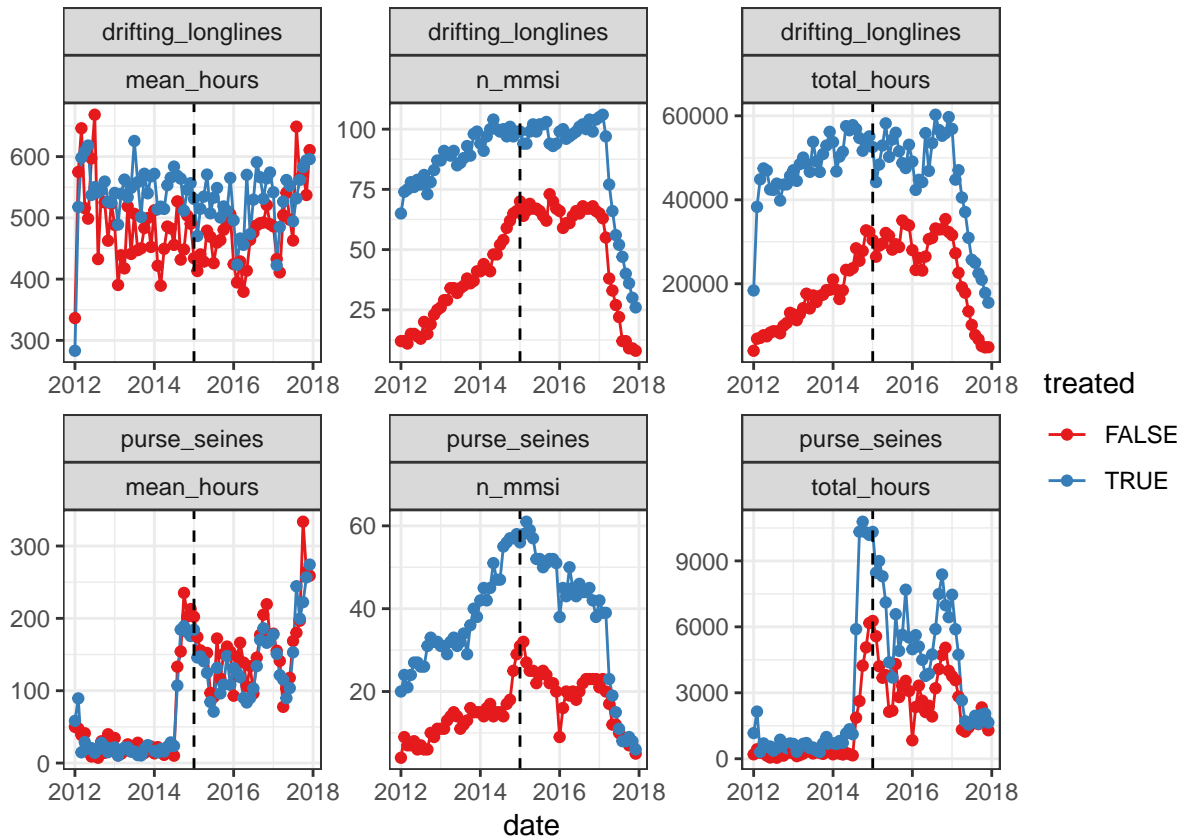 drifting_longlines drifting_longlines drifting_longlines
mean_hours n_mmsi total_hours
600
500
400
300
100
75
50
25
60000
40000
20000
2012 2014 2016 2018 2012 2014 2016 2018 2012 2014 2016 2018
treated
FALSE
TRUE
purse_seines purse_seines purse_seines
mean_hours n_mmsi total_hours
300
200
100
0
60
40
20
9000
6000
3000
0
2012 2014 2016 2018 2012 2014 2016 2018 2012 2014 2016 2018
date